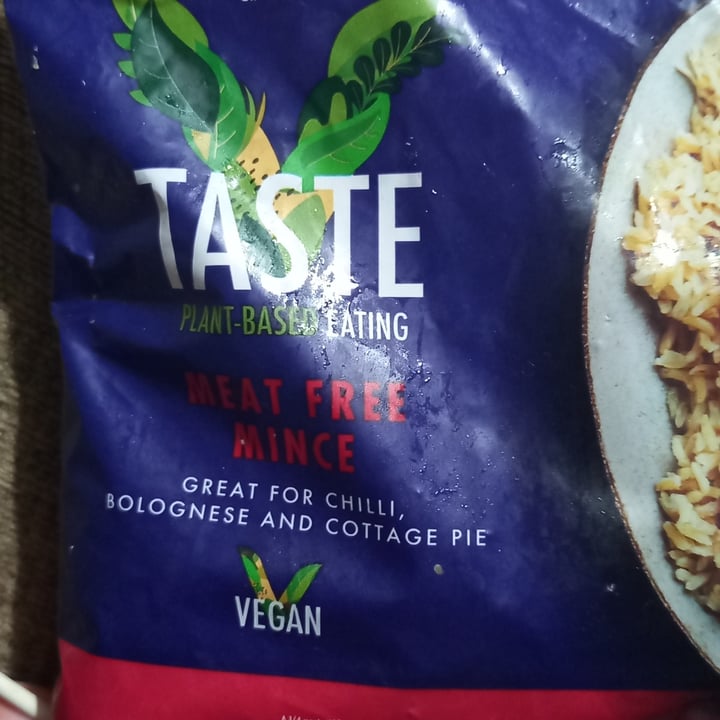 TASTE
PLANT-BASED EATING
MEAT FREE
MINCE
GREAT FOR CHILLI,
BOLOGNESE AND COTTAGE PIE
VEGAN